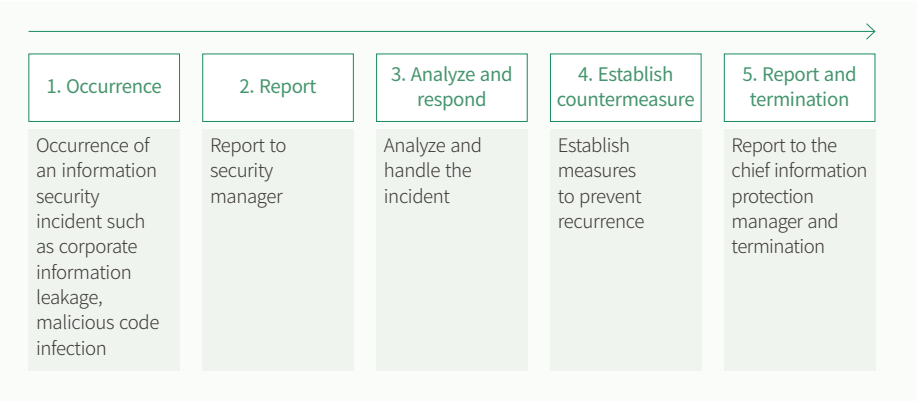 1. Occurrence
Occurrence of
an information
security
incident such
as corporate
information
leakage,
malicious code
infection
2. Report
Report to
security
manager
3. Analyze and
respond
Analyze and
handle the
incident
4. Establish
countermeasure
Establish
measures
to prevent
recurrence
5. Report and
termination
Report to the
chief information
protection
manager and
termination